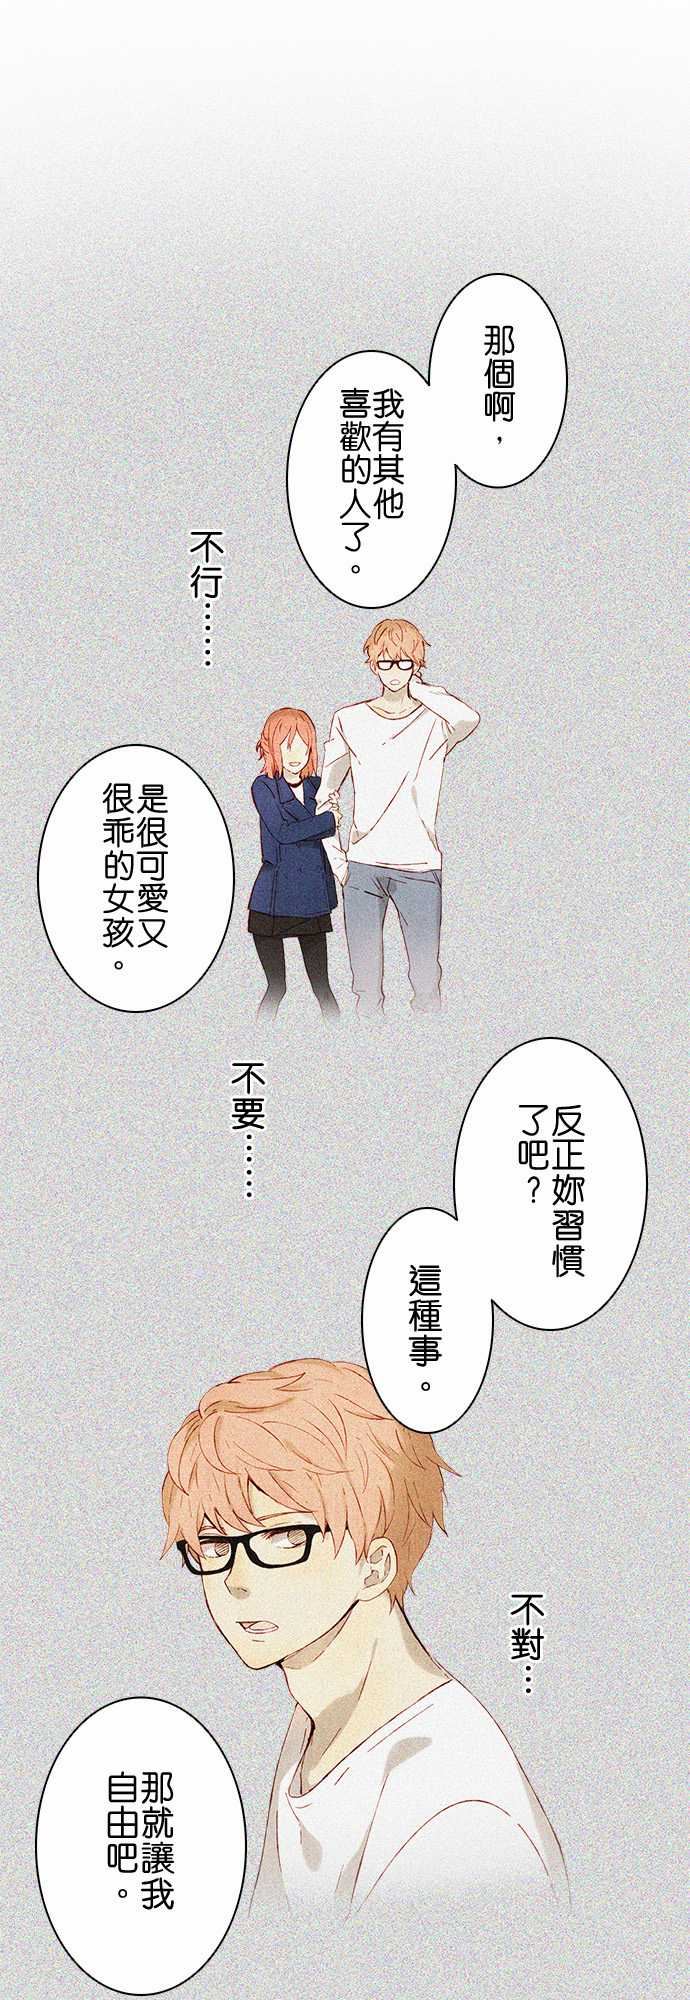 那個啊，
我有其他
喜歡的人了。
不行……
是很可愛又
很乖的女孩。
不要……
反正妳習慣
了吧？
這種事。
不對…
那就讓我
自由吧。